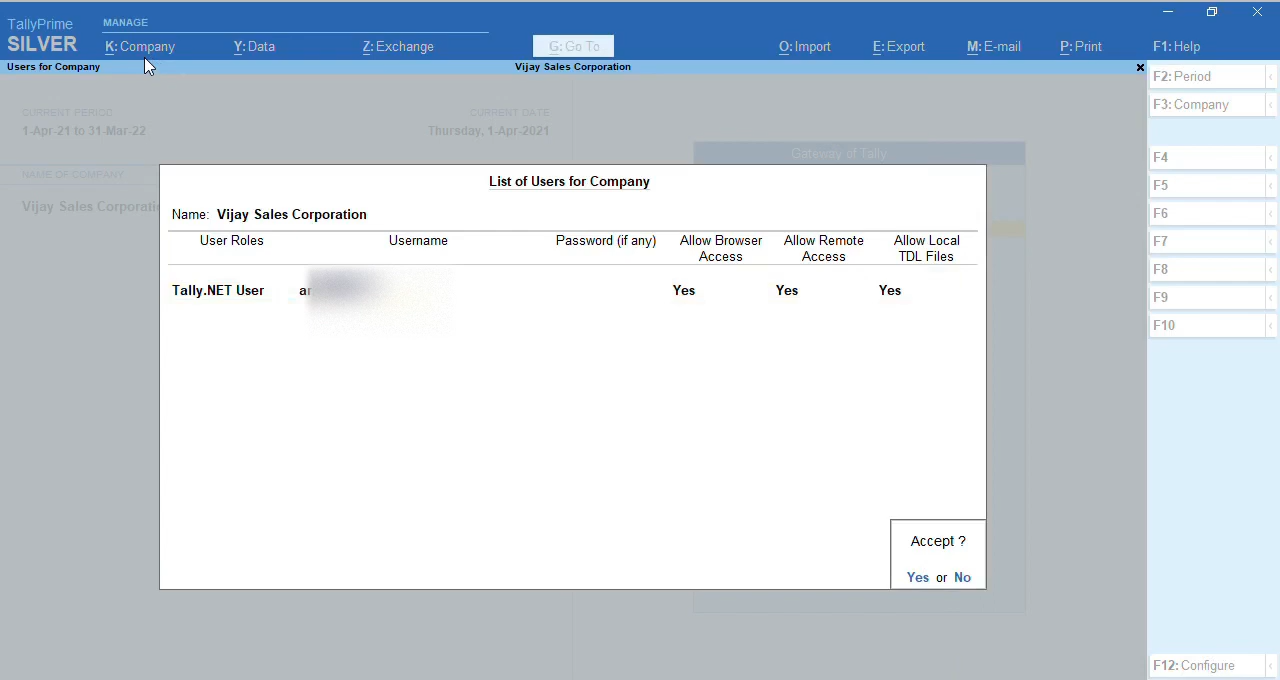 TallyPrime
MANAGE
SILVER
K: Company Y: Data Z: Exchange G: Go To O: Import E: Export M: E-mail P: Print F1: Help
Users for Company Vijay Sales Corporation
F2: Period
F3: Company
CURRENT PERIOD CURRENT DATE
1-Apr-21 to 31-Mar-22 Thursday, 1-Apr-2021
Gateway of Tally
NAME OF COMPANY
Vijay Sales
List of Users for Company
Name: Vijay Sales Corporation
User Roles Username Password (if any) Allow Browser Access Allow Remote Access Allow Local TDL Files
Tally.NET User Yes Yes Yes
Accept ?
Yes or No
F4
F5
F6
F7
F8
F9
F10
F12: Configure